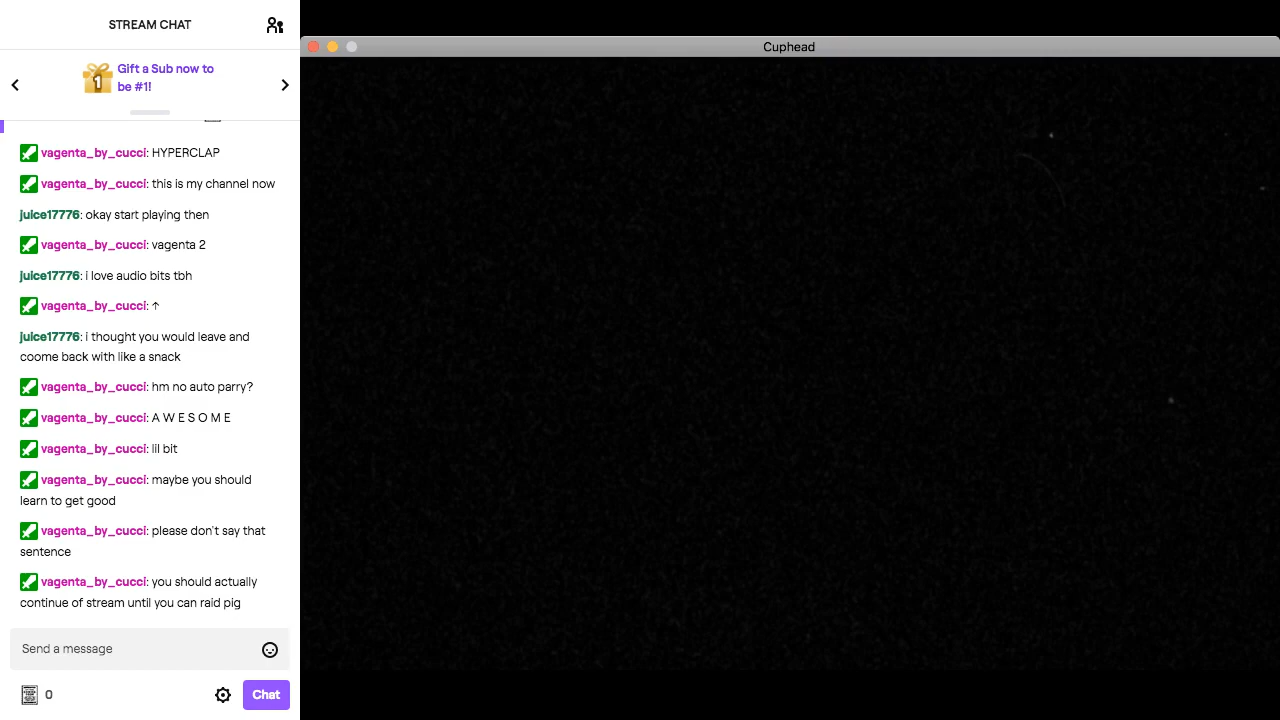 STREAM CHAT
1
Gift a Sub now to
be #1!
vagenta_by_cucci: HYPERCLAP
vagenta_by_cucci: this is my channel now
juice17776: okay start playing then
vagenta_by_cucci: vagenta 2
juice17776: i love audio bits tbh
vagenta_by_cucci: ↑
juice17776: i thought you would leave and
coome back with like a snack
vagenta_by_cucci: hm no auto parry?
vagenta_by_cucci: A W E S O M E
vagenta_by_cucci: lil bit
vagenta_by_cucci: maybe you should
learn to get good
vagenta_by_cucci: please don't say that
sentence
vagenta_by_cucci: you should actually
continue of stream until you can raid pig
Send a message
0
Chat
Cuphead